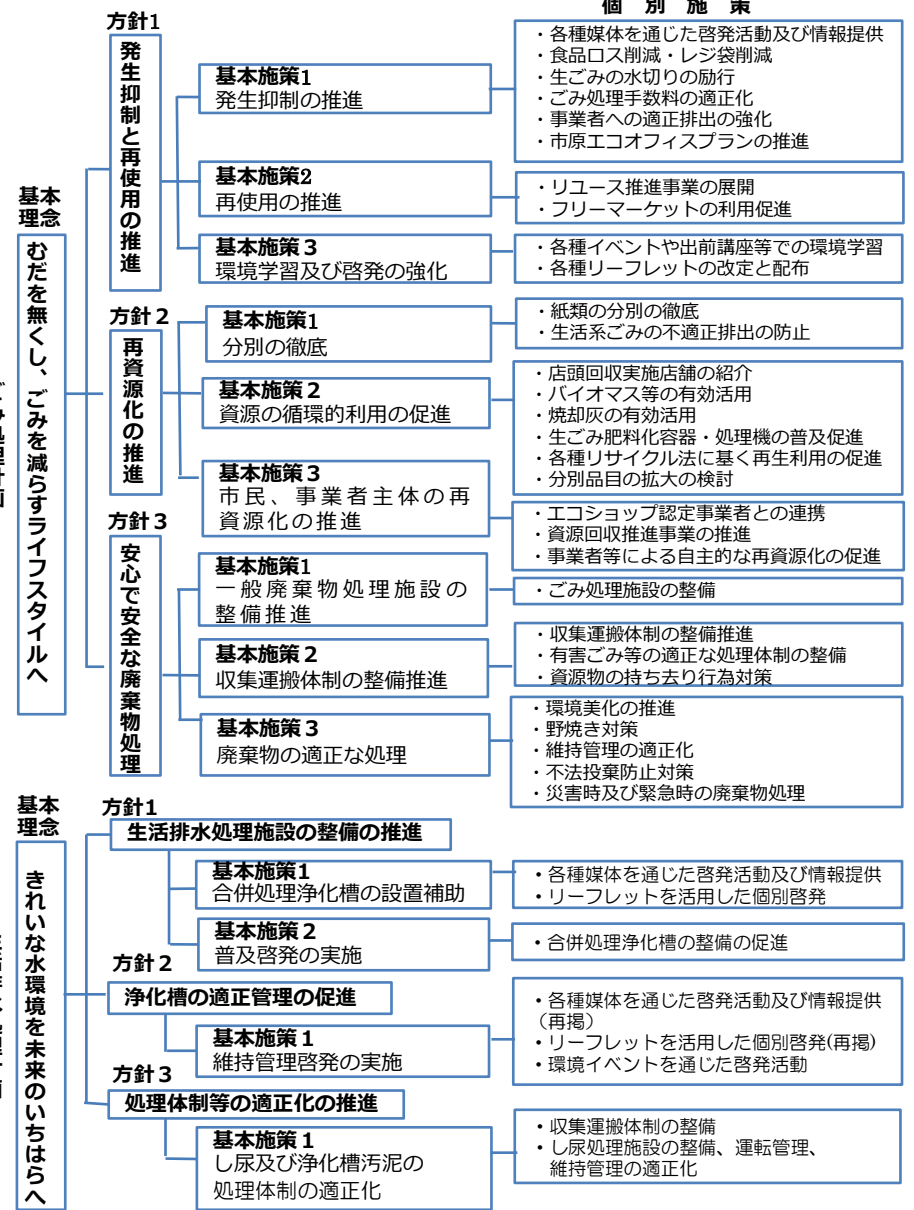 個別施策
基本
理念
むだを無くし、ごみを減らすライフスタイルへ
方針1
発生抑制と再使用の推進
基本施策1
発生抑制の推進
・各種媒体を通じた啓発活動及び情報提供
・食品ロス削減・レジ袋削減
・生ごみの水切りの励行
・ごみ処理手数料の適正化
・事業者への適正排出の強化
・市原エコオフィスプランの推進
基本施策2
再使用の推進
・リユース推進事業の展開
・フリーマーケットの利用促進
基本施策3
環境学習及び啓発の強化
・各種イベントや出前講座等での環境学習
・各種リーフレットの改定と配布
方針2
再資源化の推進
基本施策1
分別の徹底
・紙類の分別の徹底
・生活系ごみの不適正排出の防止
基本施策2
資源の循環的利用の促進
・店頭回収実施店舗の紹介
・バイオマス等の有効活用
・焼却灰の有効活用
・生ごみ肥料化容器・処理機の普及促進
・各種リサイクル法に基く再生利用の促進
・分別品目の拡大の検討
基本施策3
市民、事業者主体の再
資源化の推進
・エコショップ認定事業者との連携
・資源回収推進事業の推進
・事業者等による自主的な再資源化の促進
方針3
安心で安全な廃棄物処理
基本施策1
一般廃棄物処理施設の
整備推進
・ごみ処理施設の整備
基本施策2
収集運搬体制の整備推進
・収集運搬体制の整備推進
・有害ごみ等の適正な処理体制の整備
・資源物の持ち去り行為対策
基本施策3
廃棄物の適正な処理
・環境美化の推進
・野焼き対策
・維持管理の適正化
・不法投棄防止対策
・災害時及び緊急時の廃棄物処理
基本
理念
きれいな水環境を未来のいちはらへ
方針1
生活排水処理施設の整備の推進
基本施策1
合併処理浄化槽の設置補助
・各種媒体を通じた啓発活動及び情報提供
・リーフレットを活用した個別啓発
基本施策2
普及啓発の実施
・合併処理浄化槽の整備の促進
方針2
浄化槽の適正管理の促進
基本施策1
維持管理啓発の実施
・各種媒体を通じた啓発活動及び情報提供
(再掲)
・リーフレットを活用した個別啓発(再掲)
・環境イベントを通じた啓発活動
方針3
処理体制等の適正化の推進
基本施策1
し尿及び浄化槽汚泥の
処理体制の適正化
・収集運搬体制の整備
・し尿処理施設の整備、運転管理、
維持管理の適正化